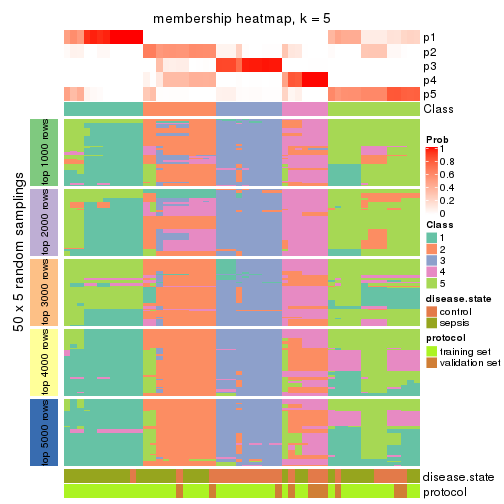 membership heatmap, k = 5
p1
p2
p3
p4
p5
Class
50 x 5 random samplings
top 1000 rows
top 2000 rows
top 3000 rows
top 4000 rows
top 5000 rows
Prob
1
0.8
0.6
0.4
0.2
0
Class
1
2
3
4
5
disease.state
control
sepsis
protocol
training set
validation set
disease.state
protocol